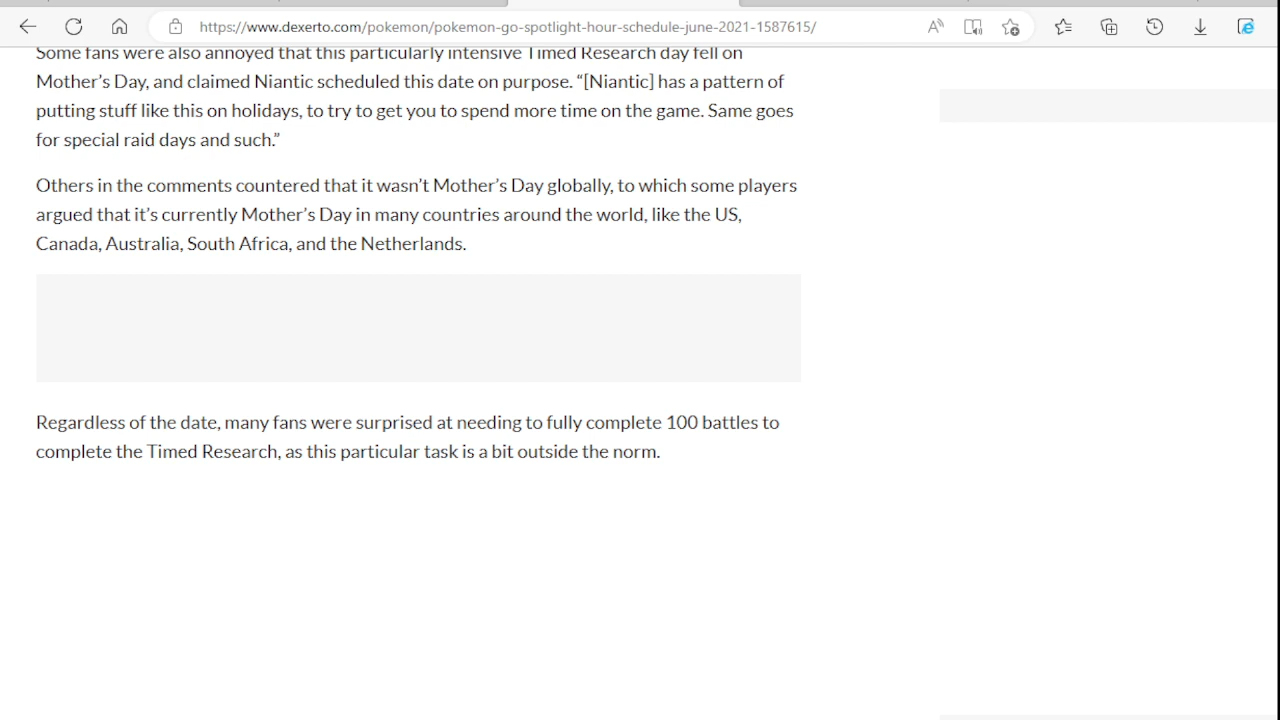 https://www.dexerto.com/pokemon/pokemon-go-spotlight-hour-schedule-june-2021-1587615/
Some fans were also annoyed that this particularly intensive Timed Research day fell on
Mother’s Day, and claimed Niantic scheduled this date on purpose. “[Niantic] has a pattern of
putting stuff like this on holidays, to try to get you to spend more time on the game. Same goes
for special raid days and such.”
Others in the comments countered that it wasn’t Mother’s Day globally, to which some players
argued that it’s currently Mother’s Day in many countries around the world, like the US,
Canada, Australia, South Africa, and the Netherlands.
Regardless of the date, many fans were surprised at needing to fully complete 100 battles to
complete the Timed Research, as this particular task is a bit outside the norm.